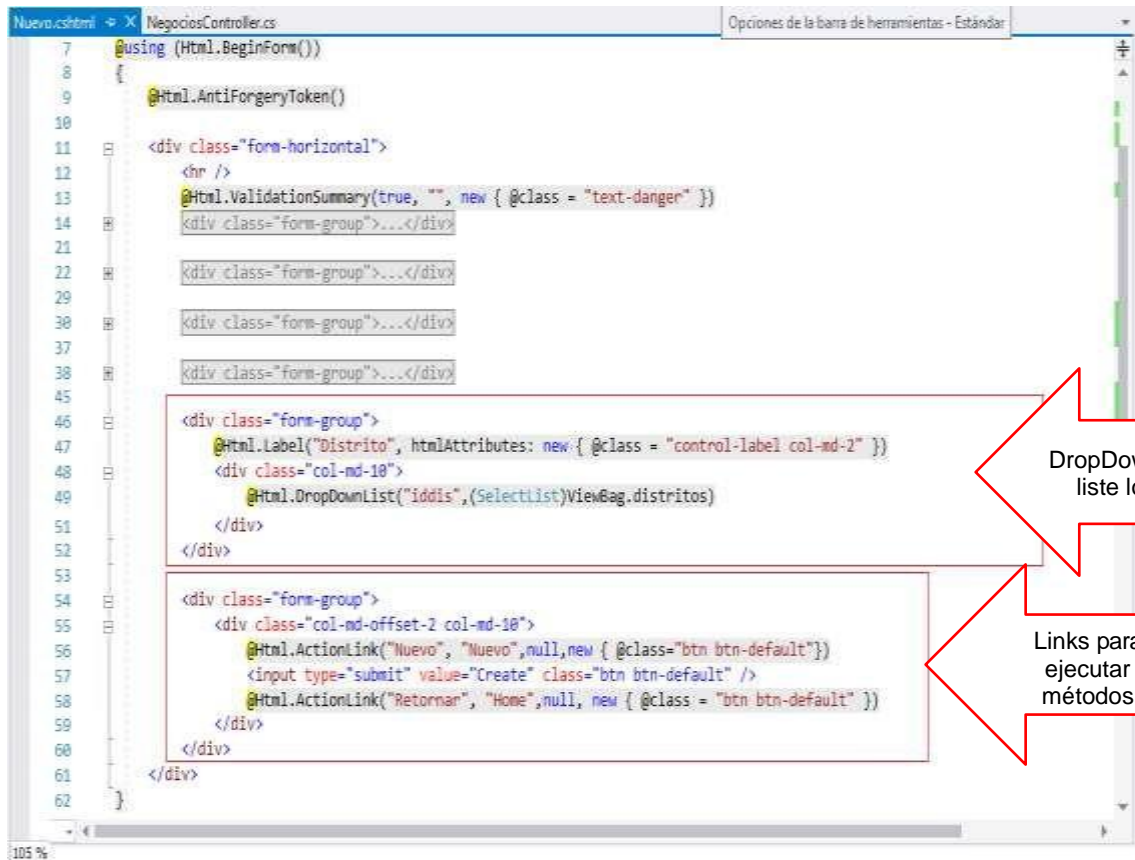 Nuevo.cshtml NegociosController.cs Opciones de la barra de herramientas - Estándar
7 @using (Html.BeginForm())
8 {
9 @Html.AntiForgeryToken()
10
11 <div class="form-horizontal">
12 <hr />
13 @Html.ValidationSummary(true, "", new { @class = "text-danger" })
14 <div class="form-group">...</div>
21
22 <div class="form-group">...</div>
29
30 <div class="form-group">...</div>
37
38 <div class="form-group">...</div>
45
46 <div class="form-group">
47 @Html.Label("Distrito", htmlAttributes: new { @class = "control-label col-md-2" })
48 <div class="col-md-10">
49 @Html.DropDownList("iddis",(SelectList)ViewBag.distritos)
51 </div>
52 </div>
53
54 <div class="form-group">
55 <div class="col-md-offset-2 col-md-10">
56 @Html.ActionLink("Nuevo", "Nuevo",null,new { @class="btn btn-default"})
57 <input type="submit" value="Create" class="btn btn-default" />
58 @Html.ActionLink("Retornar", "Home",null, new { @class = "btn btn-default" })
59 </div>
60 </div>
61 </div>
62 }
105 %
liste
Links para
ejecutar
métodos